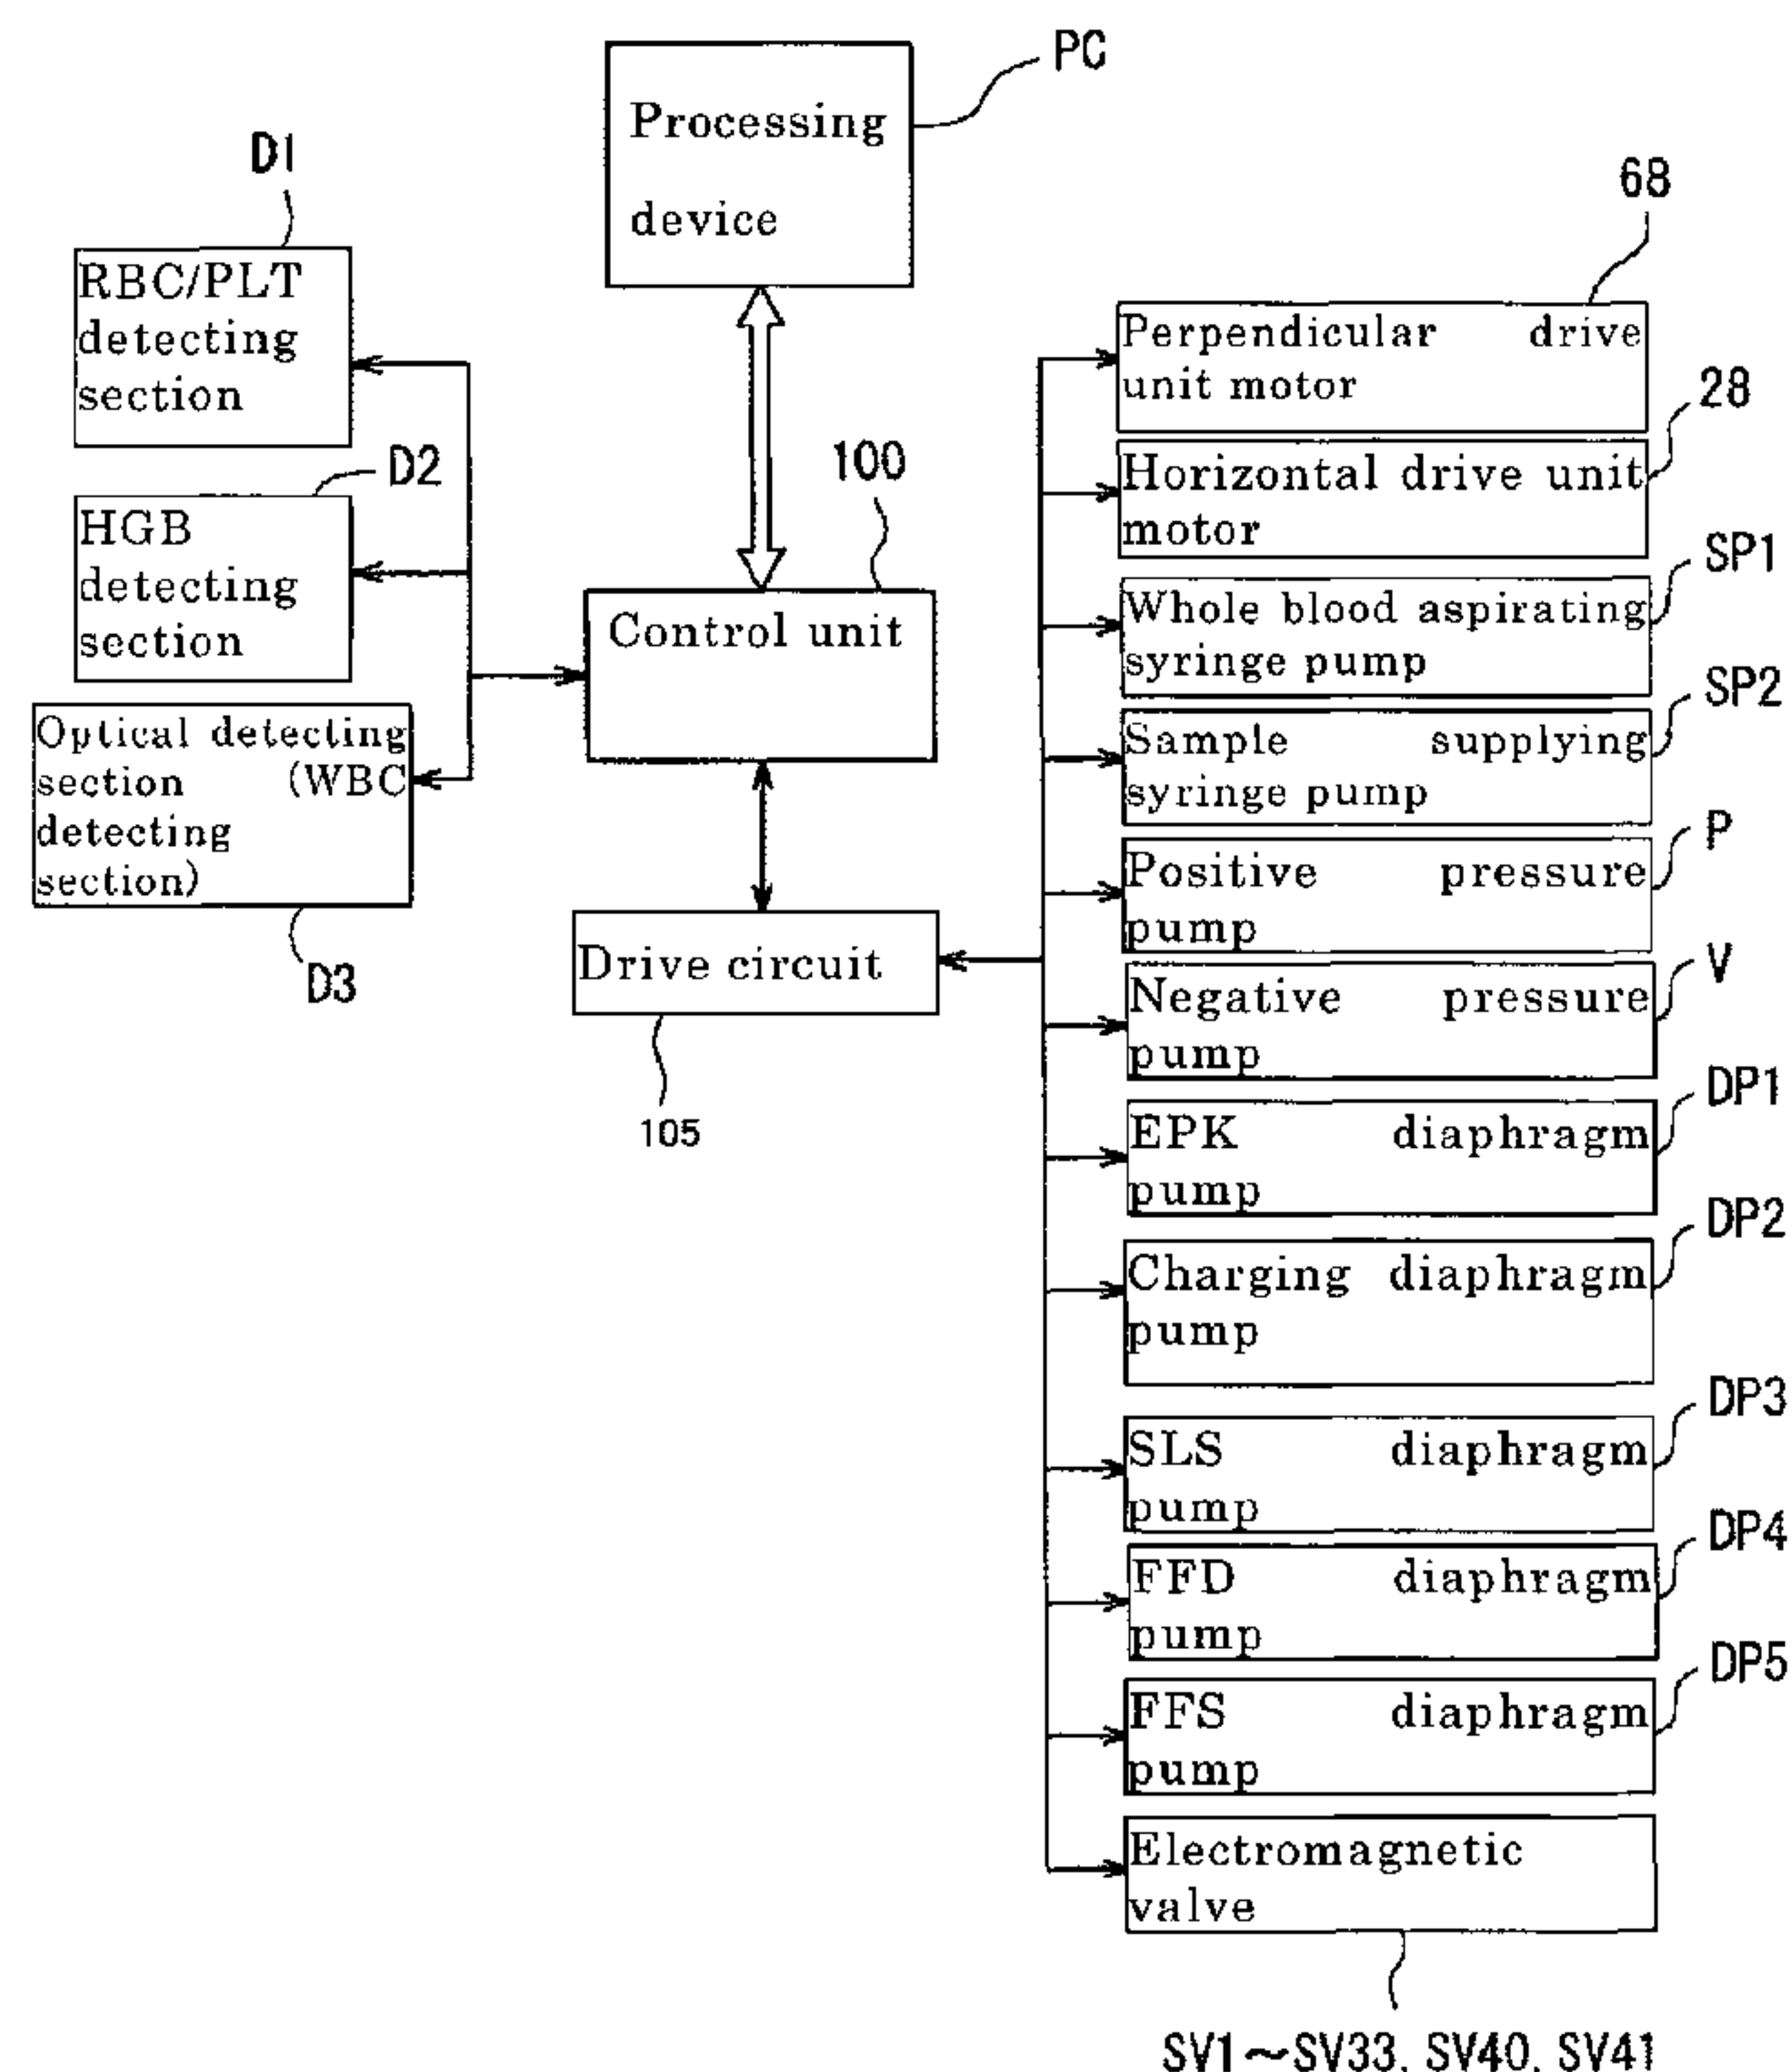 PC
Processing
device
D1
RBC/PLT
detecting
section
D2
HGB
detecting
section
Optical detecting
section (WBC
detecting
section)
D3
100
Control unit
Drive circuit
105
68
Perpendicular drive
unit motor
28
Horizontal drive unit
motor
SP1
Whole blood aspirating
syringe pump
SP2
Sample supplying
syringe pump
P
Positive pressure
pump
V
Negative pressure
pump
DP1
EPK diaphragm
pump
DP2
Charging diaphragm
pump
DP3
SLS diaphragm
pump
DP4
FFD diaphragm
pump
DP5
FFS diaphragm
pump
Electromagnetic
valve
SV1～SV33, SV40, SV41